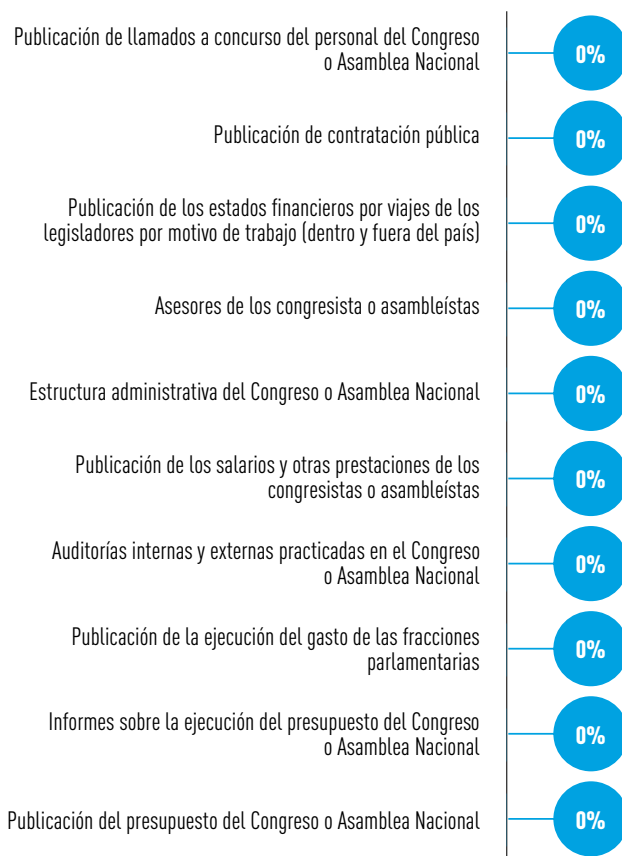 Publicación de llamados a concurso del personal del Congreso
o Asamblea Nacional
0%
Publicación de contratación pública
0%
Publicación de los estados financieros por viajes de los
legisladores por motivo de trabajo (dentro y fuera del país)
0%
Asesores de los congresista o asambleístas
0%
Estructura administrativa del Congreso o Asamblea Nacional
0%
Publicación de los salarios y otras prestaciones de los
congresistas o asambleístas
0%
Auditorías internas y externas practicadas en el Congreso
o Asamblea Nacional
0%
Publicación de la ejecución del gasto de las fracciones
parlamentarias
0%
Informes sobre la ejecución del presupuesto del Congreso
o Asamblea Nacional
0%
Publicación del presupuesto del Congreso o Asamblea Nacional
0%